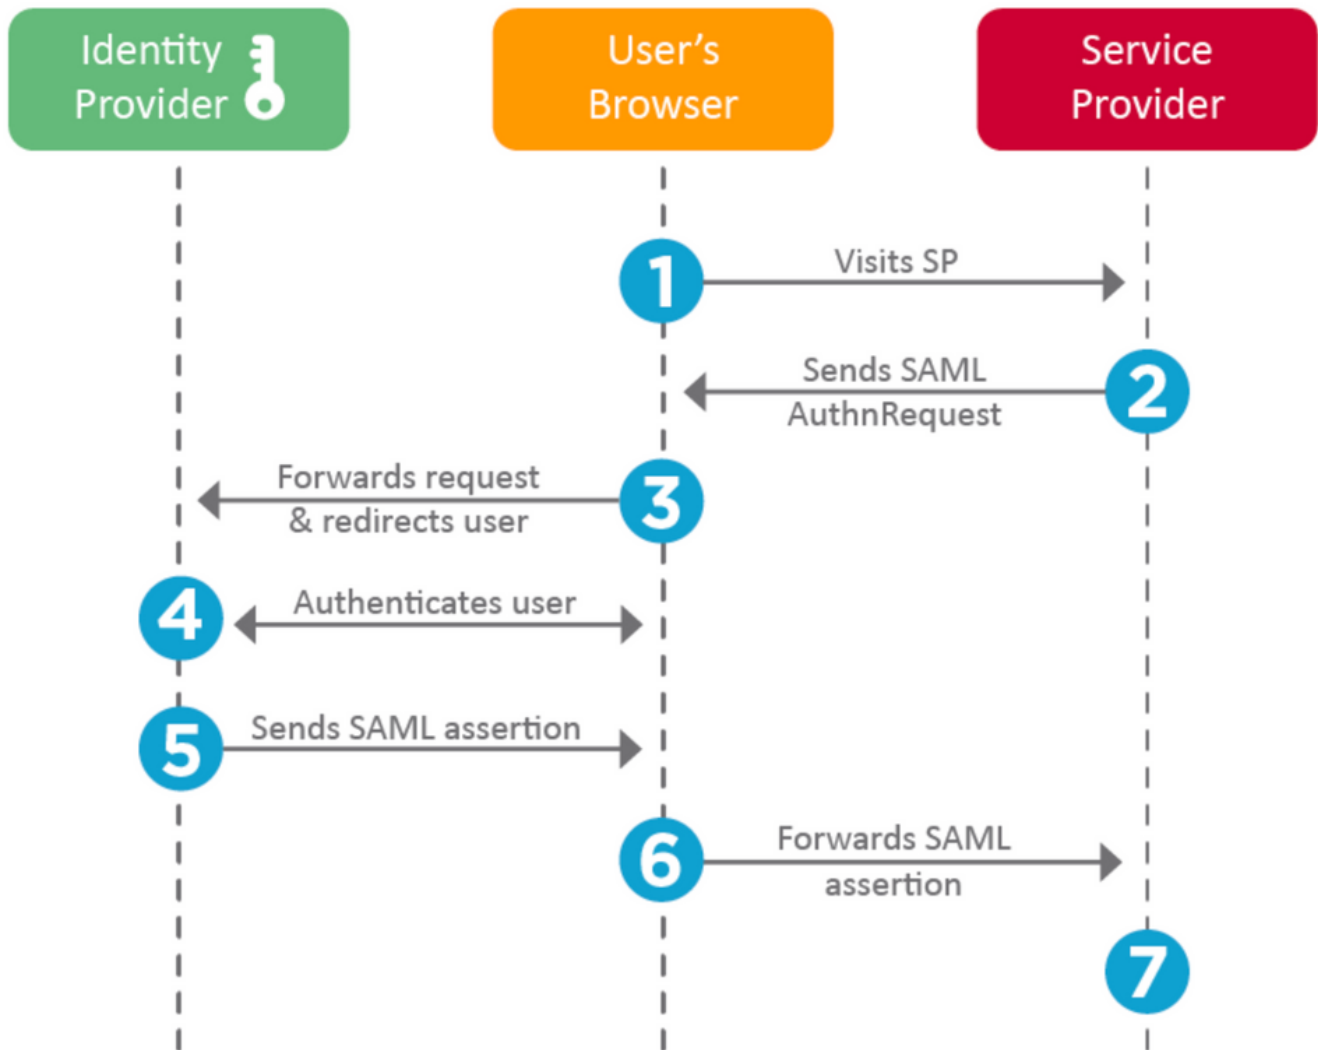 Identity
Provider
User's
Browser
Service
Provider
1
Visits SP
Sends SAML
AuthnRequest
2
Forwards request
& redirects user
3
4
Authenticates user
5
Sends SAML assertion
6
Forwards SAML
assertion
7